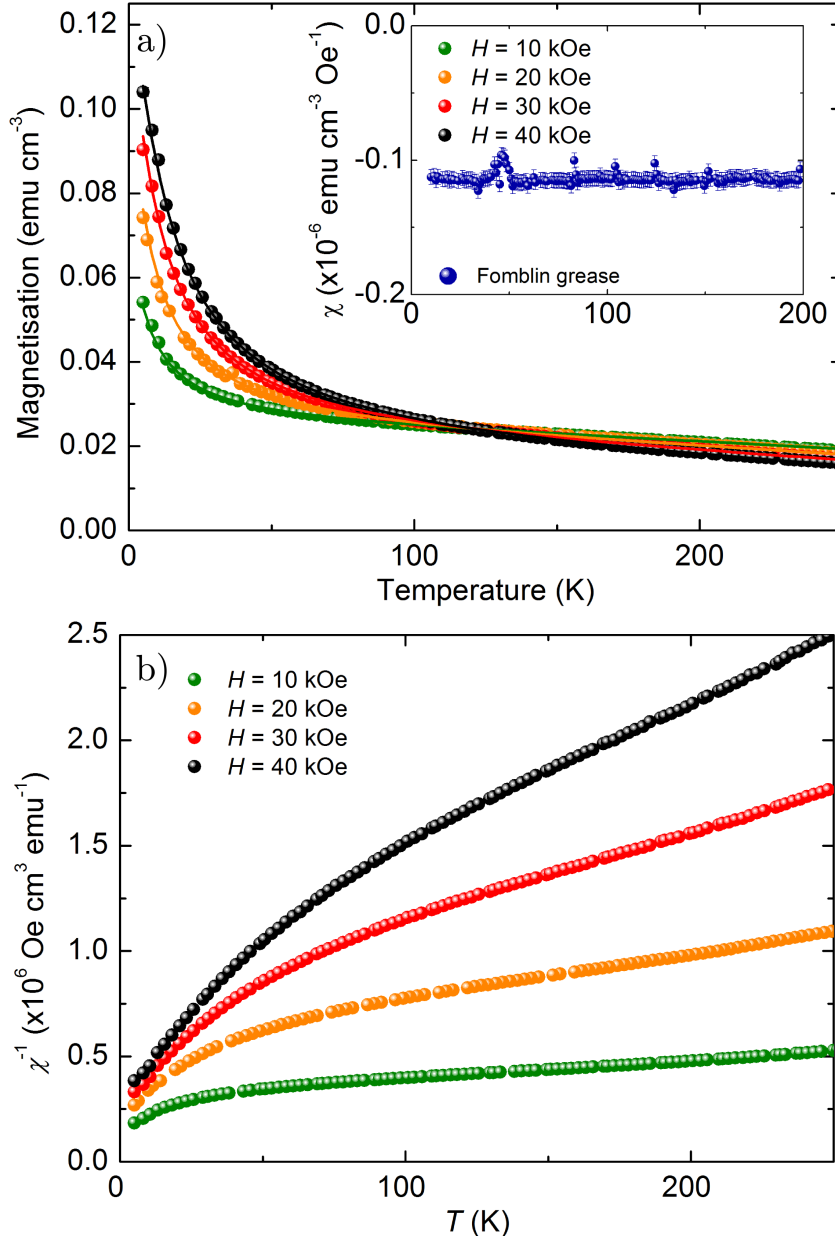 a)
Magnetisation (emu cm-3)
0.12
0.10
0.08
0.06
0.04
0.02
0.00
0
100
200
Temperature (K)
χ (x10-6 emu cm-3 Oe-1)
0.0
-0.1
-0.2
0
100
200
H = 10 kOe
H = 20 kOe
H = 30 kOe
H = 40 kOe
Fomblin grease
b)
χ-1 (x106 Oe cm3 emu-1)
2.5
2.0
1.5
1.0
0.5
0.0
0
50
100
150
200
250
T (K)
H = 10 kOe
H = 20 kOe
H = 30 kOe
H = 40 kOe